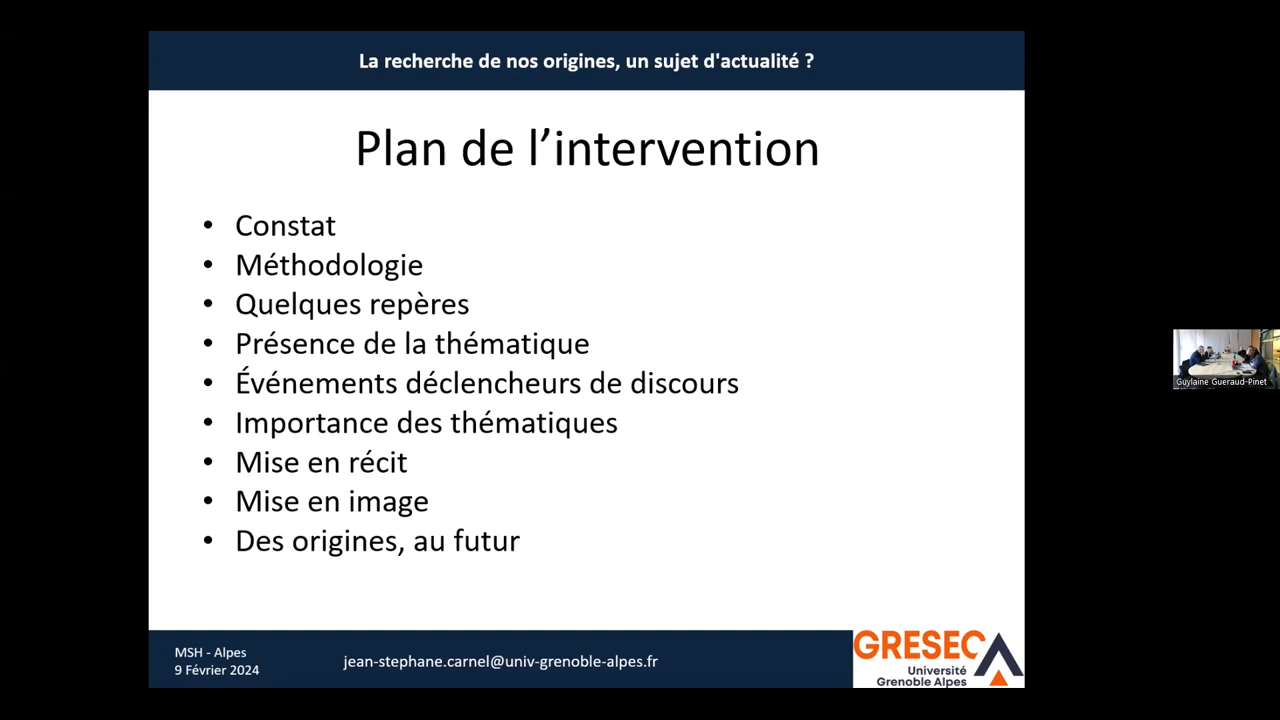 La recherche de nos origines, un sujet d'actualité ?
Plan de l’intervention
• Constat
• Méthodologie
• Quelques repères
• Présence de la thématique
• Événements déclencheurs de discours
• Importance des thématiques
• Mise en récit
• Mise en image
• Des origines, au futur
Guylaine Gueraud-Pinet
MSH - Alpes
9 Février 2024
jean-stephane.carnel@univ-grenoble-alpes.fr
GRESEC
Université
Grenoble Alpes